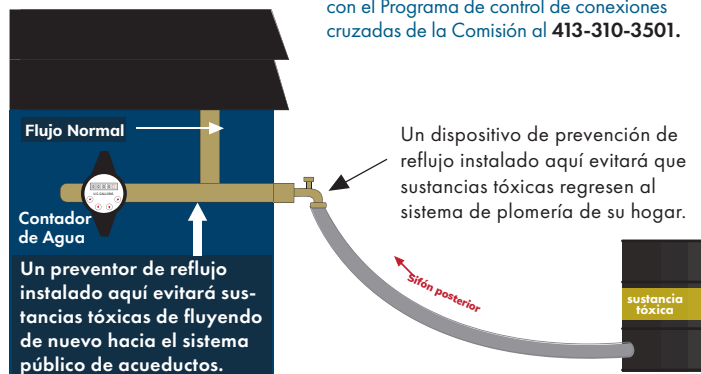 con el Programa de control de conexiones
cruzadas de la Comisión al 413-310-3501.
Flujo Normal
Contador
de Agua
Un preventor de reflujo
instalado aquí evitará sus-
tancias tóxicas de fluyendo
de nuevo hacia el sistema
público de acueductos.
Un dispositivo de prevención de
reflujo instalado aquí evitará que
sustancias tóxicas regresen al
sistema de plomería de su hogar.
Sifón posterior
sustancia
tóxica